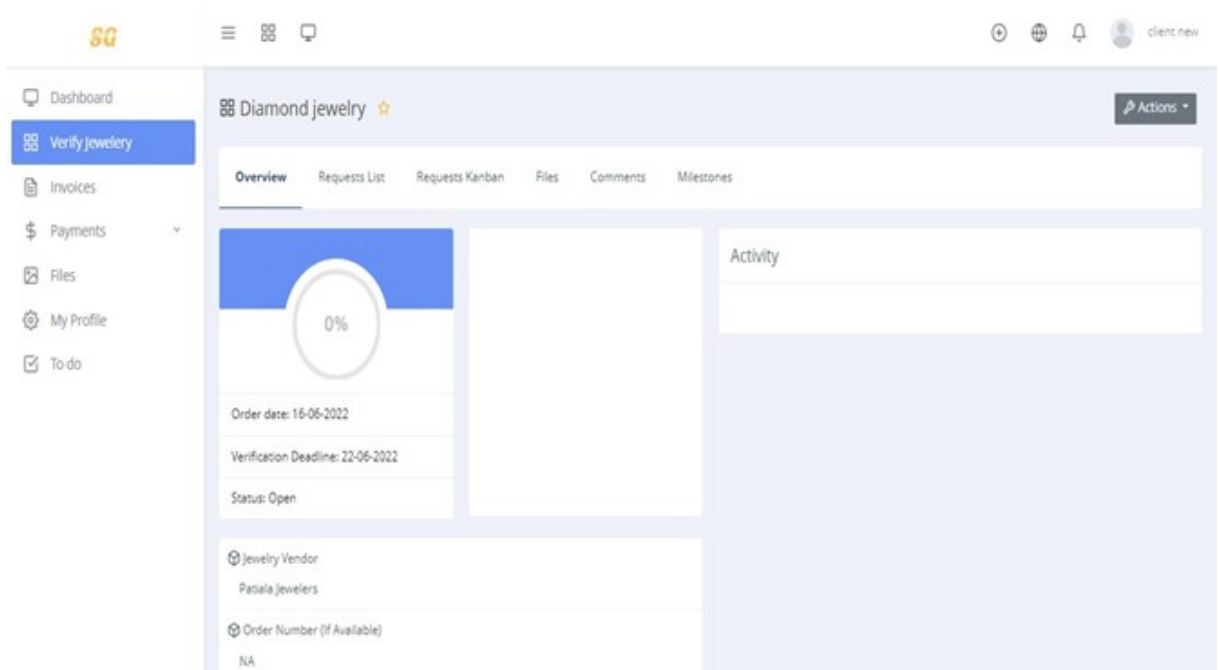 SG
client new
Dashboard
Verify Jewelery
Invoices
Payments
Files
My Profile
To do
Diamond jewelry
Actions
Overview Requests List Requests Kanban Files Comments Milestones
0%
Order date: 16-06-2022
Verification Deadline: 22-06-2022
Status: Open
Activity
Jewelry Vendor
Patiala Jewelers
Order Number (If Available)
NA